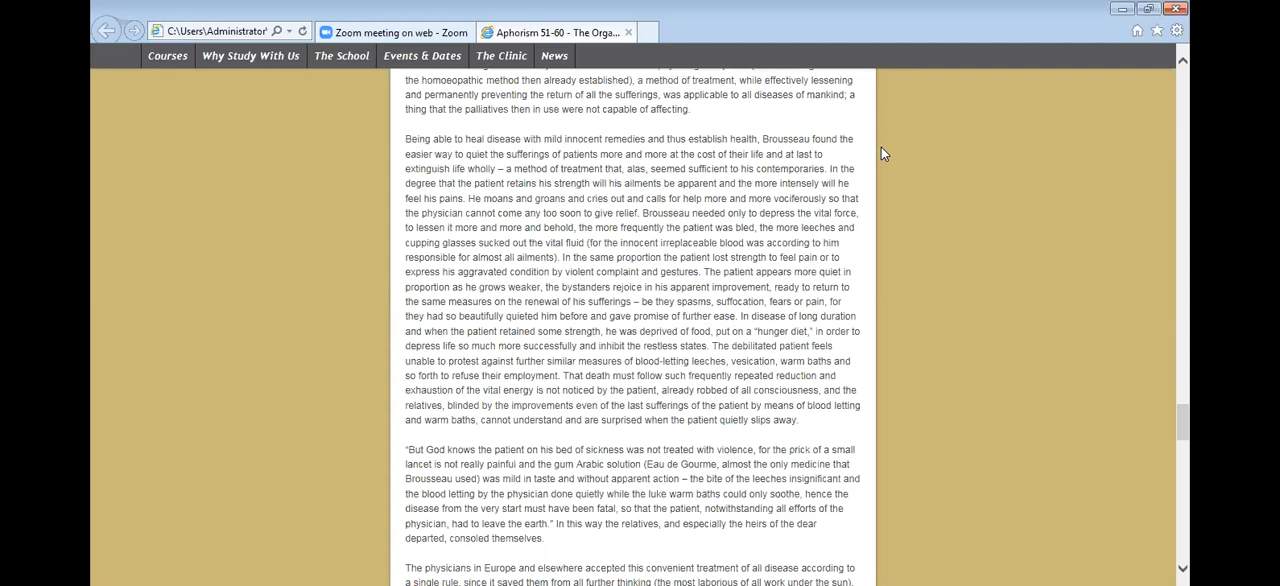 C:\Users\Administrator'
Zoom meeting on web - Zoom
Aphorism 51-60 - The Orga...
Courses
Why Study With Us
The School
Events & Dates
The Clinic
News
the homoeopathic method then already established), a method of treatment, while effectively lessening
and permanently preventing the return of all the sufferings, was applicable to all diseases of mankind; a
thing that the palliatives then in use were not capable of affecting.
Being able to heal disease with mild innocent remedies and thus establish health, Brousseau found the
easier way to quiet the sufferings of patients more and more at the cost of their life and at last to
extinguish life wholly – a method of treatment that, alas, seemed sufficient to his contemporaries. In the
degree that the patient retains his strength will his ailments be apparent and the more intensely will he
feel his pains. He moans and groans and cries out and calls for help more and more vociferously so that
the physician cannot come any too soon to give relief. Brousseau needed only to depress the vital force,
to lessen it more and more and behold, the more frequently the patient was bled, the more leeches and
cupping glasses sucked out the vital fluid (for the innocent irreplaceable blood was according to him
responsible for almost all ailments). In the same proportion the patient lost strength to feel pain or to
express his aggravated condition by violent complaint and gestures. The patient appears more quiet in
proportion as he grows weaker, the bystanders rejoice in his apparent improvement, ready to return to
the same measures on the renewal of his sufferings – be they spasms, suffocation, fears or pain, for
they had so beautifully quieted him before and gave promise of further ease. In disease of long duration
and when the patient retained some strength, he was deprived of food, put on a “hunger diet,” in order to
depress life so much more successfully and inhibit the restless states. The debilitated patient feels
unable to protest against further similar measures of blood-letting leeches, vesication, warm baths and
so forth to refuse their employment. That death must follow such frequently repeated reduction and
exhaustion of the vital energy is not noticed by the patient, already robbed of all consciousness, and the
relatives, blinded by the improvements even of the last sufferings of the patient by means of blood letting
and warm baths, cannot understand and are surprised when the patient quietly slips away.
“But God knows the patient on his bed of sickness was not treated with violence, for the prick of a small
lancet is not really painful and the gum Arabic solution (Eau de Gourme, almost the only medicine that
Brousseau used) was mild in taste and without apparent action – the bite of the leeches insignificant and
the blood letting by the physician done quietly while the luke warm baths could only soothe, hence the
disease from the very start must have been fatal, so that the patient, notwithstanding all efforts of the
physician, had to leave the earth.” In this way the relatives, and especially the heirs of the dear
departed, consoled themselves.
The physicians in Europe and elsewhere accepted this convenient treatment of all disease according to
a single rule, since it saved them from all further thinking (the most laborious of all work under the sun).